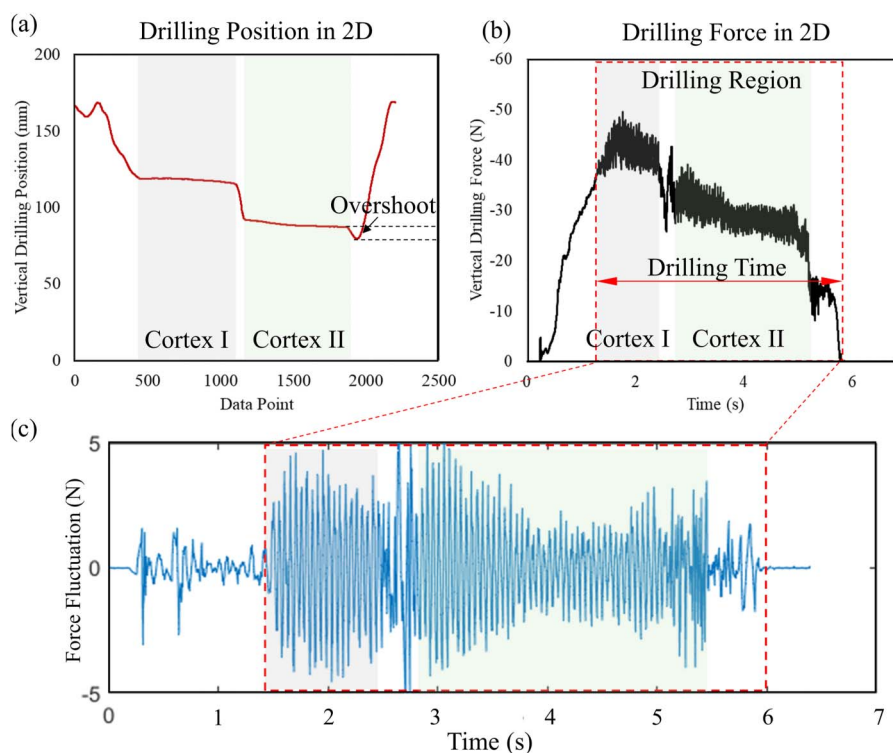 (a)
Drilling Position in 2D
Vertical Drilling Position (mm)
200
150
100
50
0
Overshoot
Cortex I
Cortex II
0 500 1000 1500 2000 2500
Data Point
(b)
Drilling Force in 2D
Vertical Drilling Force (N)
-60
-50
-40
-30
-20
-10
0
Drilling Region
Drilling Time
Cortex I
Cortex II
2 4 6
Time (s)
(c)
Force Fluctuation (N)
5
0
-5
0 1 2 3 4 5 6 7
Time (s)